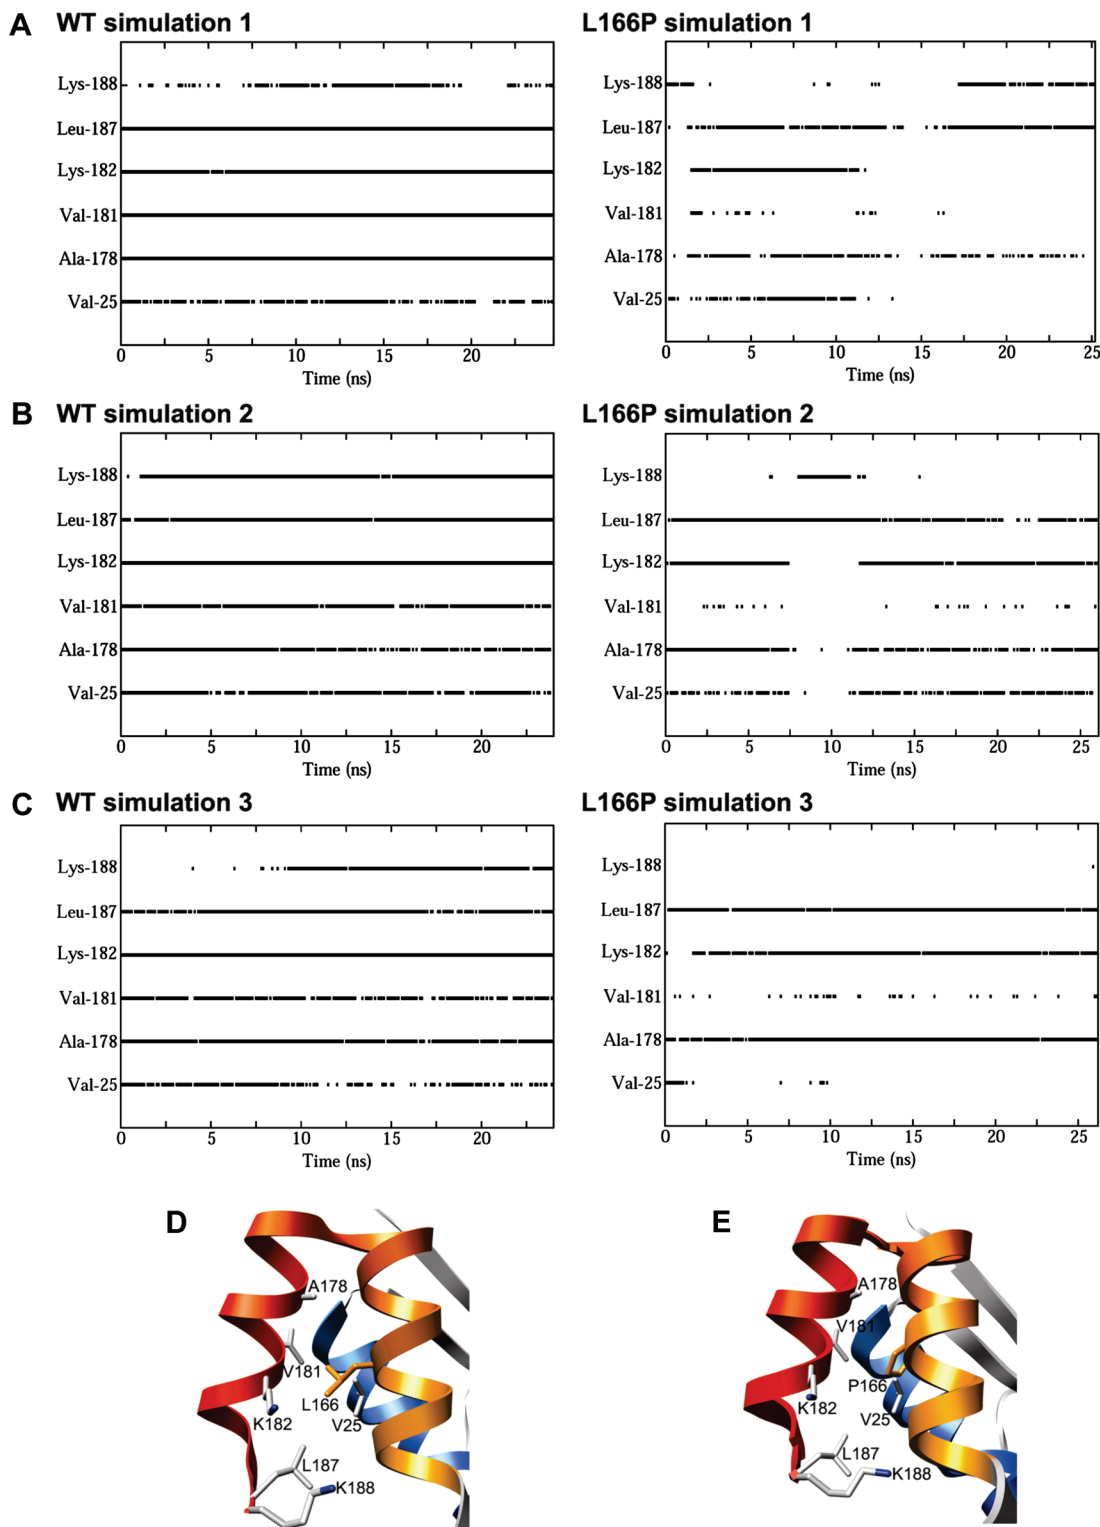 A WT simulation 1 L166P simulation 1
Lys-188 Lys-188
Leu-187 Leu-187
Lys-182 Lys-182
Val-181 Val-181
Ala-178 Ala-178
Val-25 Val-25
0 5 10 15 20 0 5 10 15 20 25
Time (ns) Time (ns)
B WT simulation 2 L166P simulation 2
Lys-188 Lys-188
Leu-187 Leu-187
Lys-182 Lys-182
Val-181 Val-181
Ala-178 Ala-178
Val-25 Val-25
0 5 10 15 20 0 5 10 15 20 25
Time (ns) Time (ns)
C WT simulation 3 L166P simulation 3
Lys-188 Lys-188
Leu-187 Leu-187
Lys-182 Lys-182
Val-181 Val-181
Ala-178 Ala-178
Val-25 Val-25
0 5 10 15 20 0 5 10 15 20 25
Time (ns) Time (ns)
D E
A178 A178
V181 V181
L166 P166
K182 K182
V25 V25
L187 L187
K188 K188